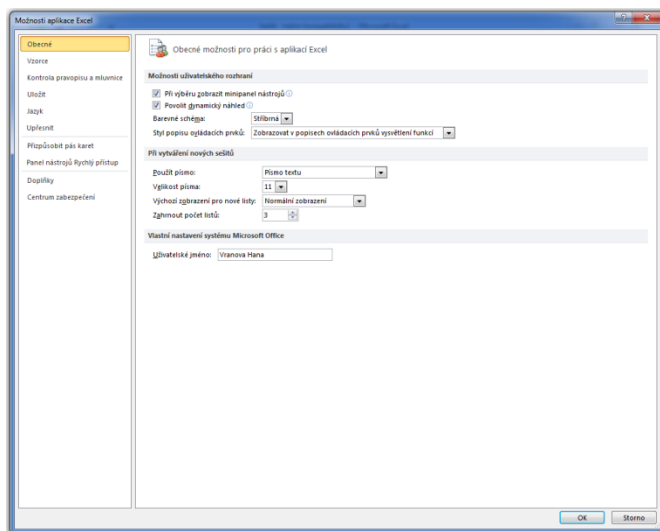 Možnosti aplikace Excel
Obecné
Vzorce
Kontrola pravopisu a mluvnice
Uložit
Jazyk
Upřesnit
Přizpůsobit pás karet
Panel nástrojů Rychlý přístup
Doplňky
Centrum zabezpečení
Obecné možnosti pro práci s aplikací Excel
Možnosti uživatelského rozhraní
Při výběru zobrazit minipanel nástrojů
Povolit dynamický náhled
Barevné schéma: Stříbrná
Styl popisu ovládacích prvků: Zobrazovat v popisech ovládacích prvků vysvětlení funkcí
Při vytváření nových sešitů
Použít písmo: Písmo textu
Velikost písma: 11
Výchozí zobrazení pro nové listy: Normální zobrazení
Zahrnout počet listů: 3
Vlastní nastavení systému Microsoft Office
Uživatelské jméno: Vranova Hana
OK Storno